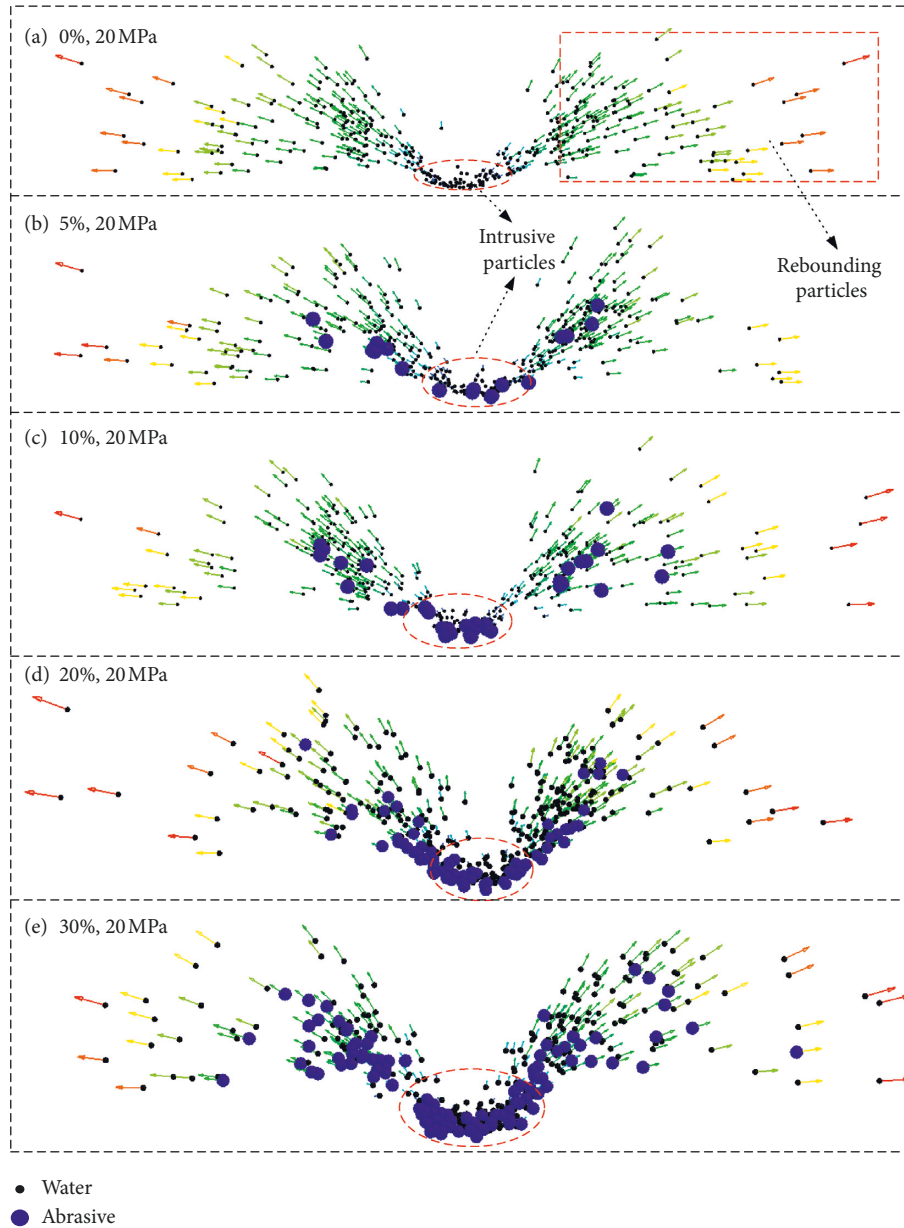 (a) 0%, 20 MPa
(b) 5%, 20 MPa
Intrusive
particles
Rebounding
particles
(c) 10%, 20 MPa
(d) 20%, 20 MPa
(e) 30%, 20 MPa
Water
Abrasive